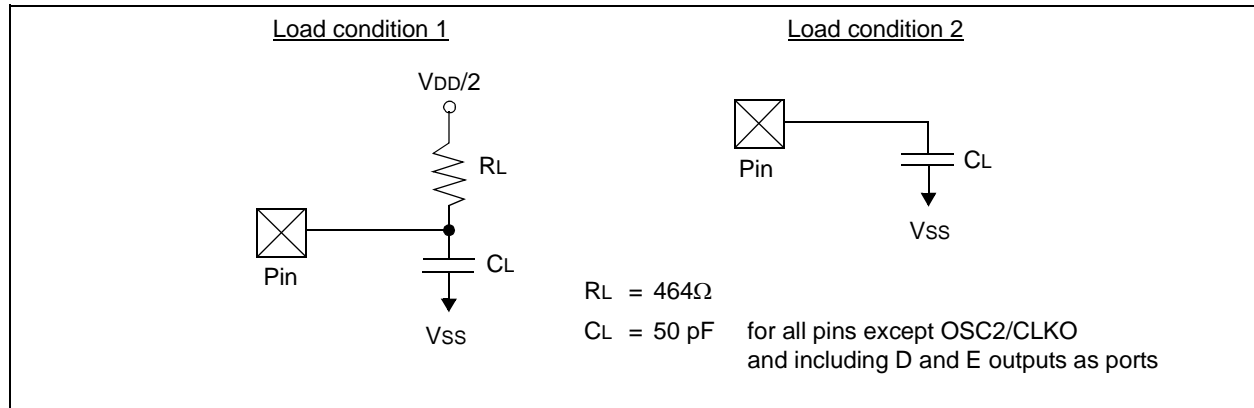 Load condition 1
VDD/2
RL
Pin
CL
VSS
Load condition 2
Pin
CL
VSS
RL = 464Ω
CL = 50 pF for all pins except OSC2/CLKO
and including D and E outputs as ports